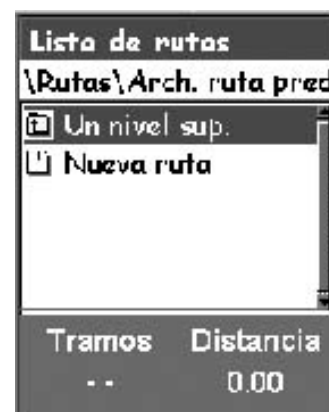 Lista de rutas
\Rutas\Arch. ruta pred
Un nivel sup.
Nueva ruta
Tramos Distancia
-- 0.00